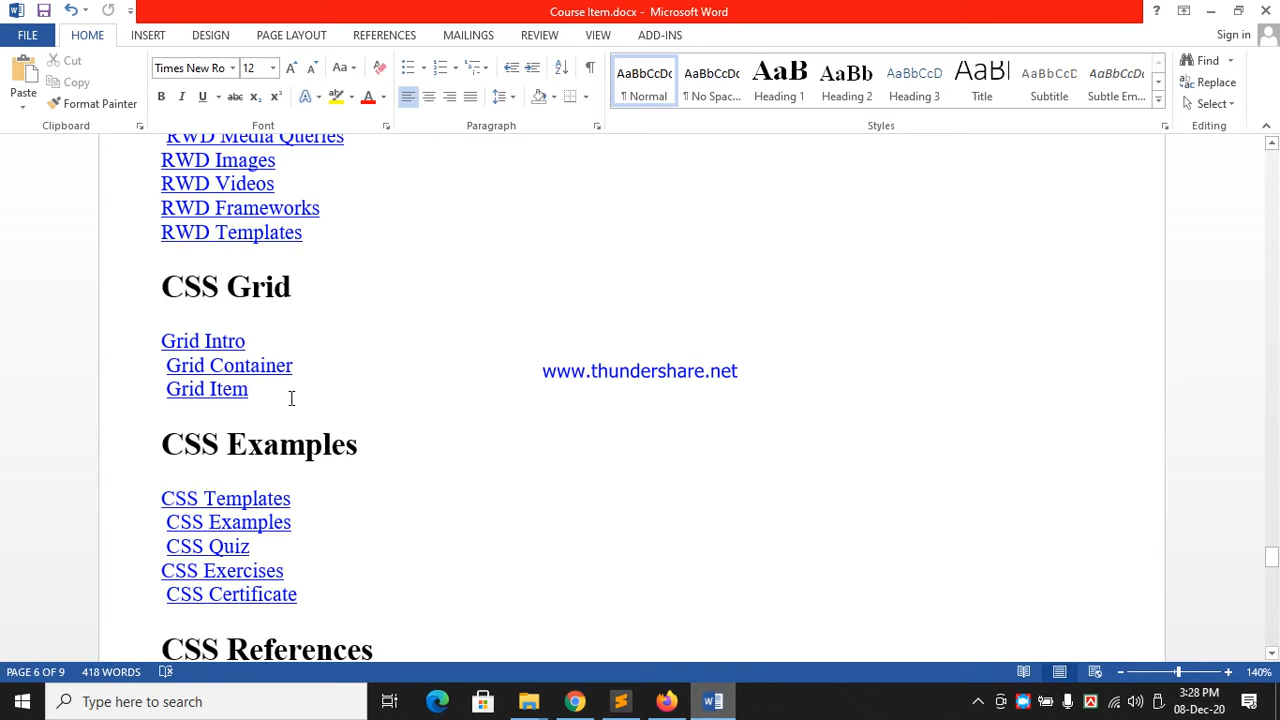 Course Item.docx - Microsoft Word
FILE HOME INSERT DESIGN PAGE LAYOUT REFERENCES MAILINGS REVIEW VIEW ADD-INS Sign in
Paste
Cut
Copy
Format Painter
Clipboard
Times New Ro 12
Font
Paragraph
AaBbCcDc AaBbCcDc AaB AaBb AaBbCcD AaBl AaBbCcD AaBbCcDc
¶ Normal ¶ No Spac... Heading 1 Heading 2 Heading 3 Title Subtitle Subtle Em...
Styles
Find
Replace
Select
Editing
RWD Media Queries
RWD Images
RWD Videos
RWD Frameworks
RWD Templates
CSS Grid
Grid Intro
Grid Container
Grid Item
www.thundershare.net
CSS Examples
CSS Templates
CSS Examples
CSS Quiz
CSS Exercises
CSS Certificate
CSS References
PAGE 6 OF 9 418 WORDS 140%
Type here to search
3:28 PM
08-Dec-20